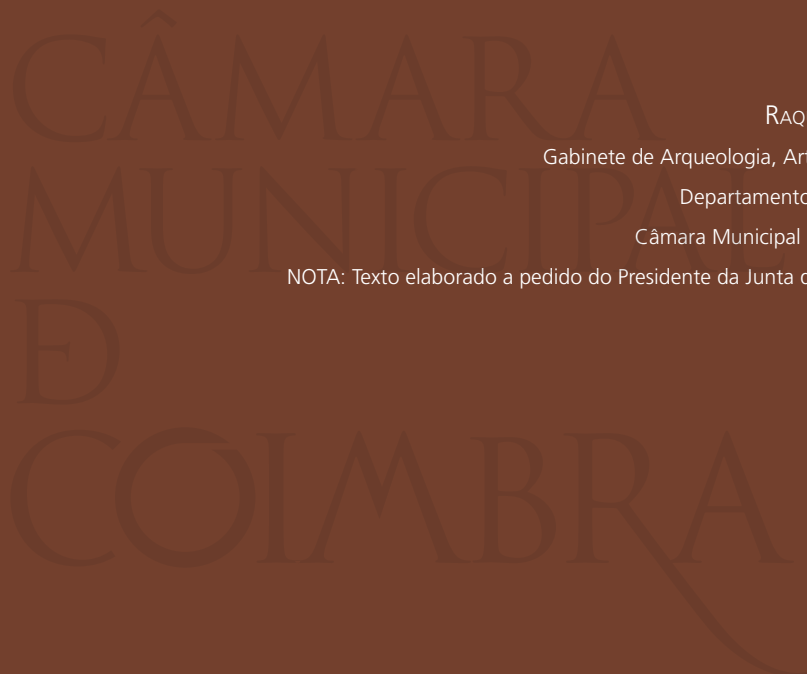 CÂMARA
MUNICIPAL
DE
COIMBRA
RAQ
Gabinete de Arqueologia, Art
Departamento
Câmara Municipal
NOTA: Texto elaborado a pedido do Presidente da Junta d